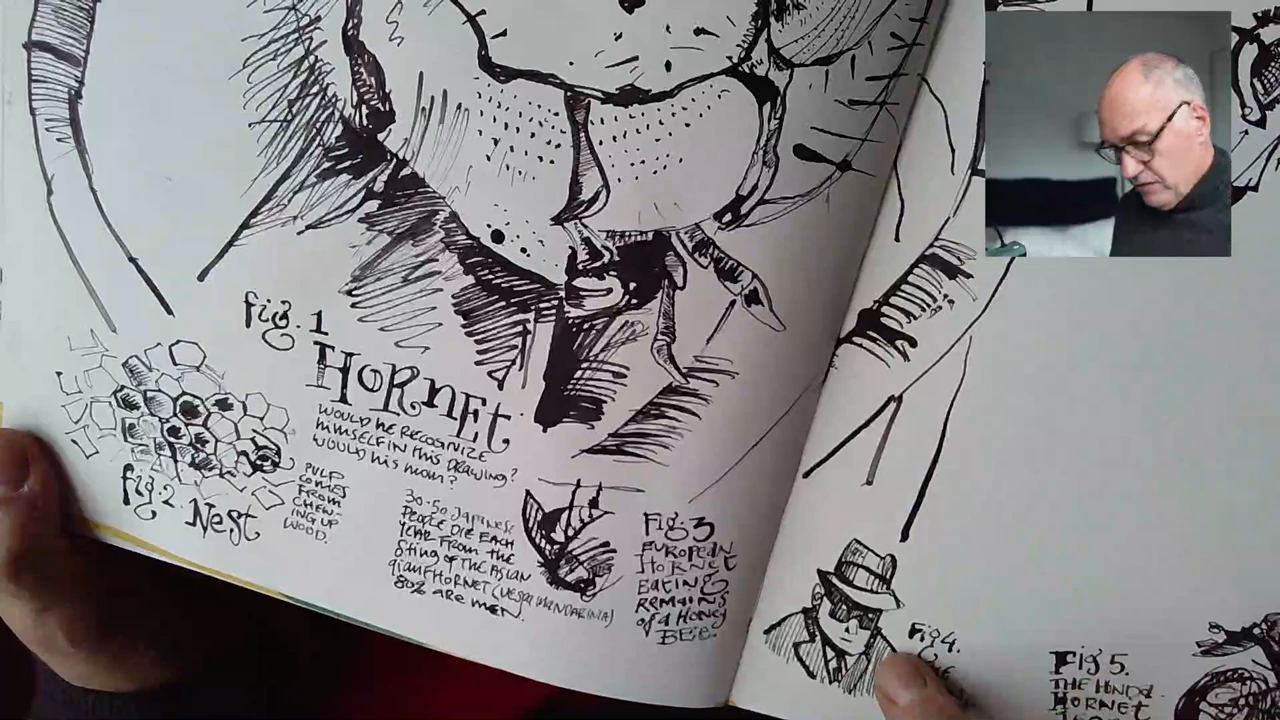 fig. 1
HORNET
WOULD HE RECOGNIZE
HIMSELF IN THIS DRAWING?
WOULD HIS MOM?
fig. 2 NEST
PULP
COMES
FROM
CHEW-
ING UP
WOOD.
30-50 JAPANESE
PEOPLE DIE EACH
YEAR FROM THE
STING OF THE ASIAN
GIANT HORNET (VESPA MANDARINIA)
80% ARE MEN.
Fig. 3
EUROPEAN
HORNET
EATING
REMAINS
OF A HONEY
BEE.
Fig 4.
Fig 5.
THE HONDA
HORNET